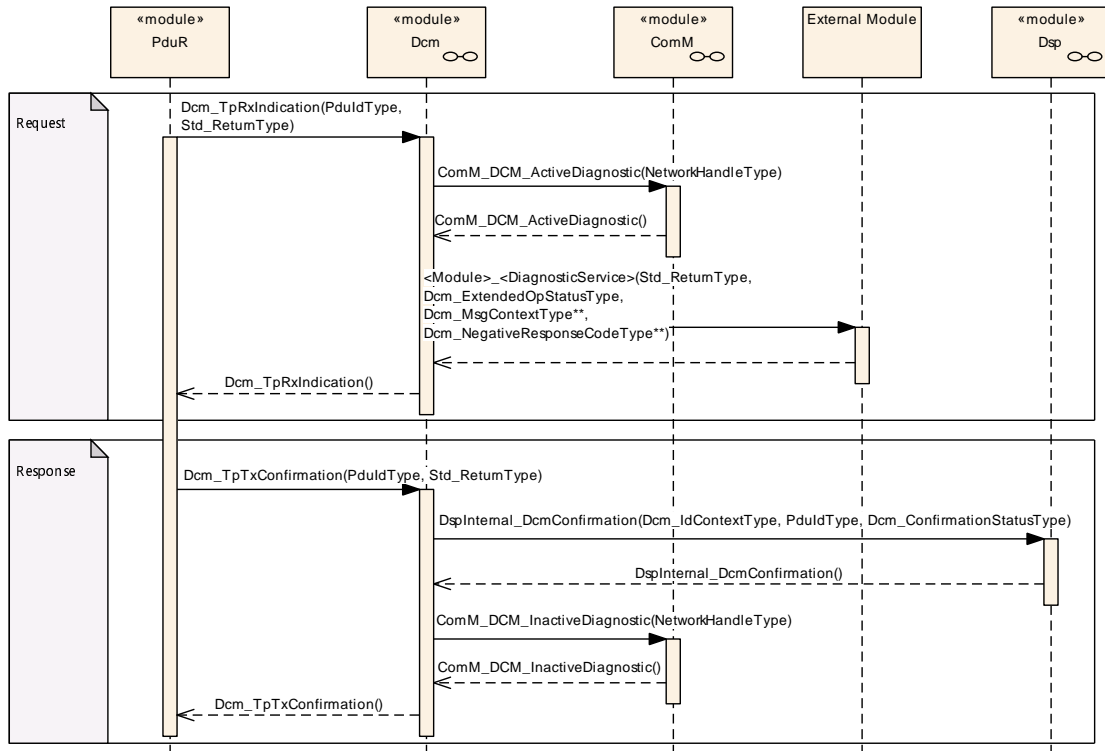 «module»
PduR
«module»
Dcm
«module»
ComM
External Module
«module»
Dsp
Request
Dcm_TpRxIndication(PduIdType,
Std_ReturnType)
ComM_DCM_ActiveDiagnostic(NetworkHandleType)
ComM_DCM_ActiveDiagnostic()
<Module>_<DiagnosticService>(Std_ReturnType,
Dcm_ExtendedOpStatusType,
Dcm_MsgContextType**,
Dcm_NegativeResponseCodeType**)
Dcm_TpRxIndication()
Response
Dcm_TpTxConfirmation(PduIdType, Std_ReturnType)
DspInternal_DcmConfirmation(Dcm_IdContextType, PduIdType, Dcm_ConfirmationStatusType)
DspInternal_DcmConfirmation()
ComM_DCM_InactiveDiagnostic(NetworkHandleType)
ComM_DCM_InactiveDiagnostic()
Dcm_TpTxConfirmation()